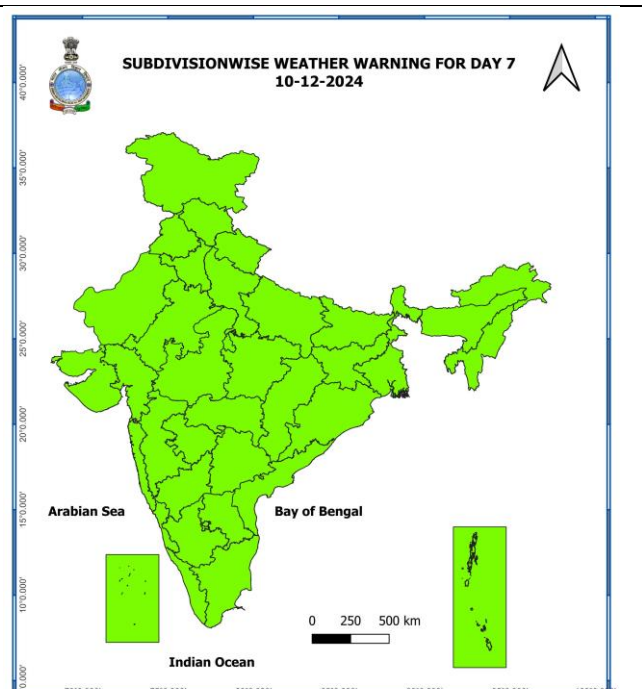 SUBDIVISIONWISE WEATHER WARNING FOR DAY 7
10-12-2024
40°0.000'
35°0.000'
30°0.000'
25°0.000'
20°0.000'
15°0.000'
10°0.000'
Arabian Sea
Bay of Bengal
0 250 500 km
Indian Ocean